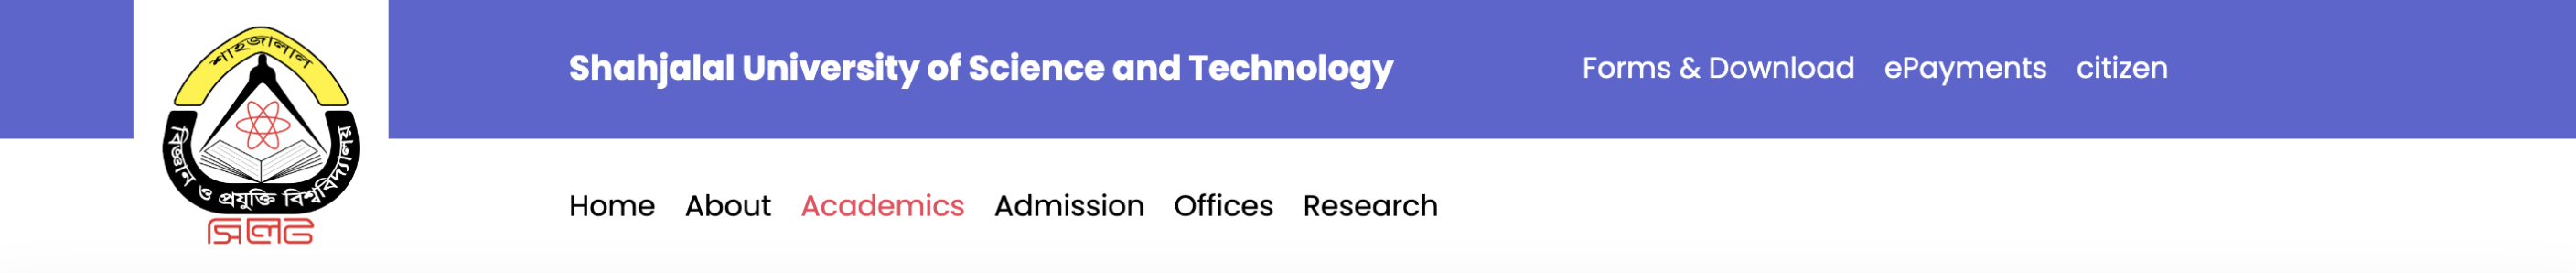 শাহজালাল
বিজ্ঞান ও প্রযুক্তি বিশ্ববিদ্যালয়
সিলেট
Shahjalal University of Science and Technology
Forms & Download ePayments citizen
Home About Academics Admission Offices Research